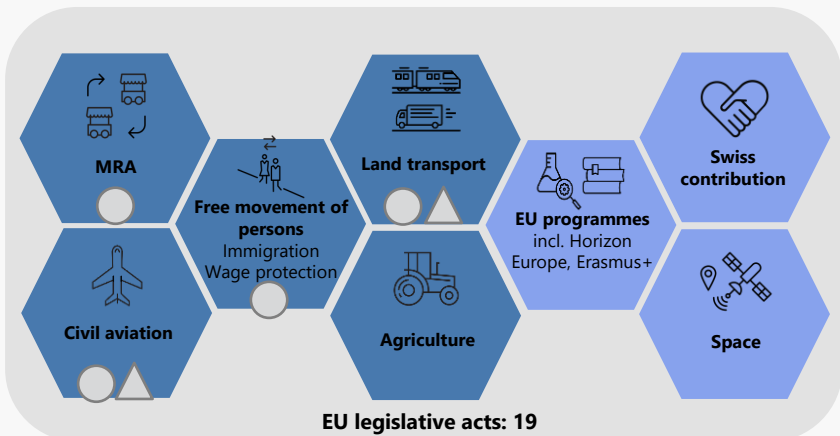 MRA
Free movement of
persons
Immigration
Wage protection
Land transport
EU programmes
incl. Horizon
Europe, Erasmus+
Swiss
contribution
Civil aviation
Agriculture
Space
EU legislative acts: 19